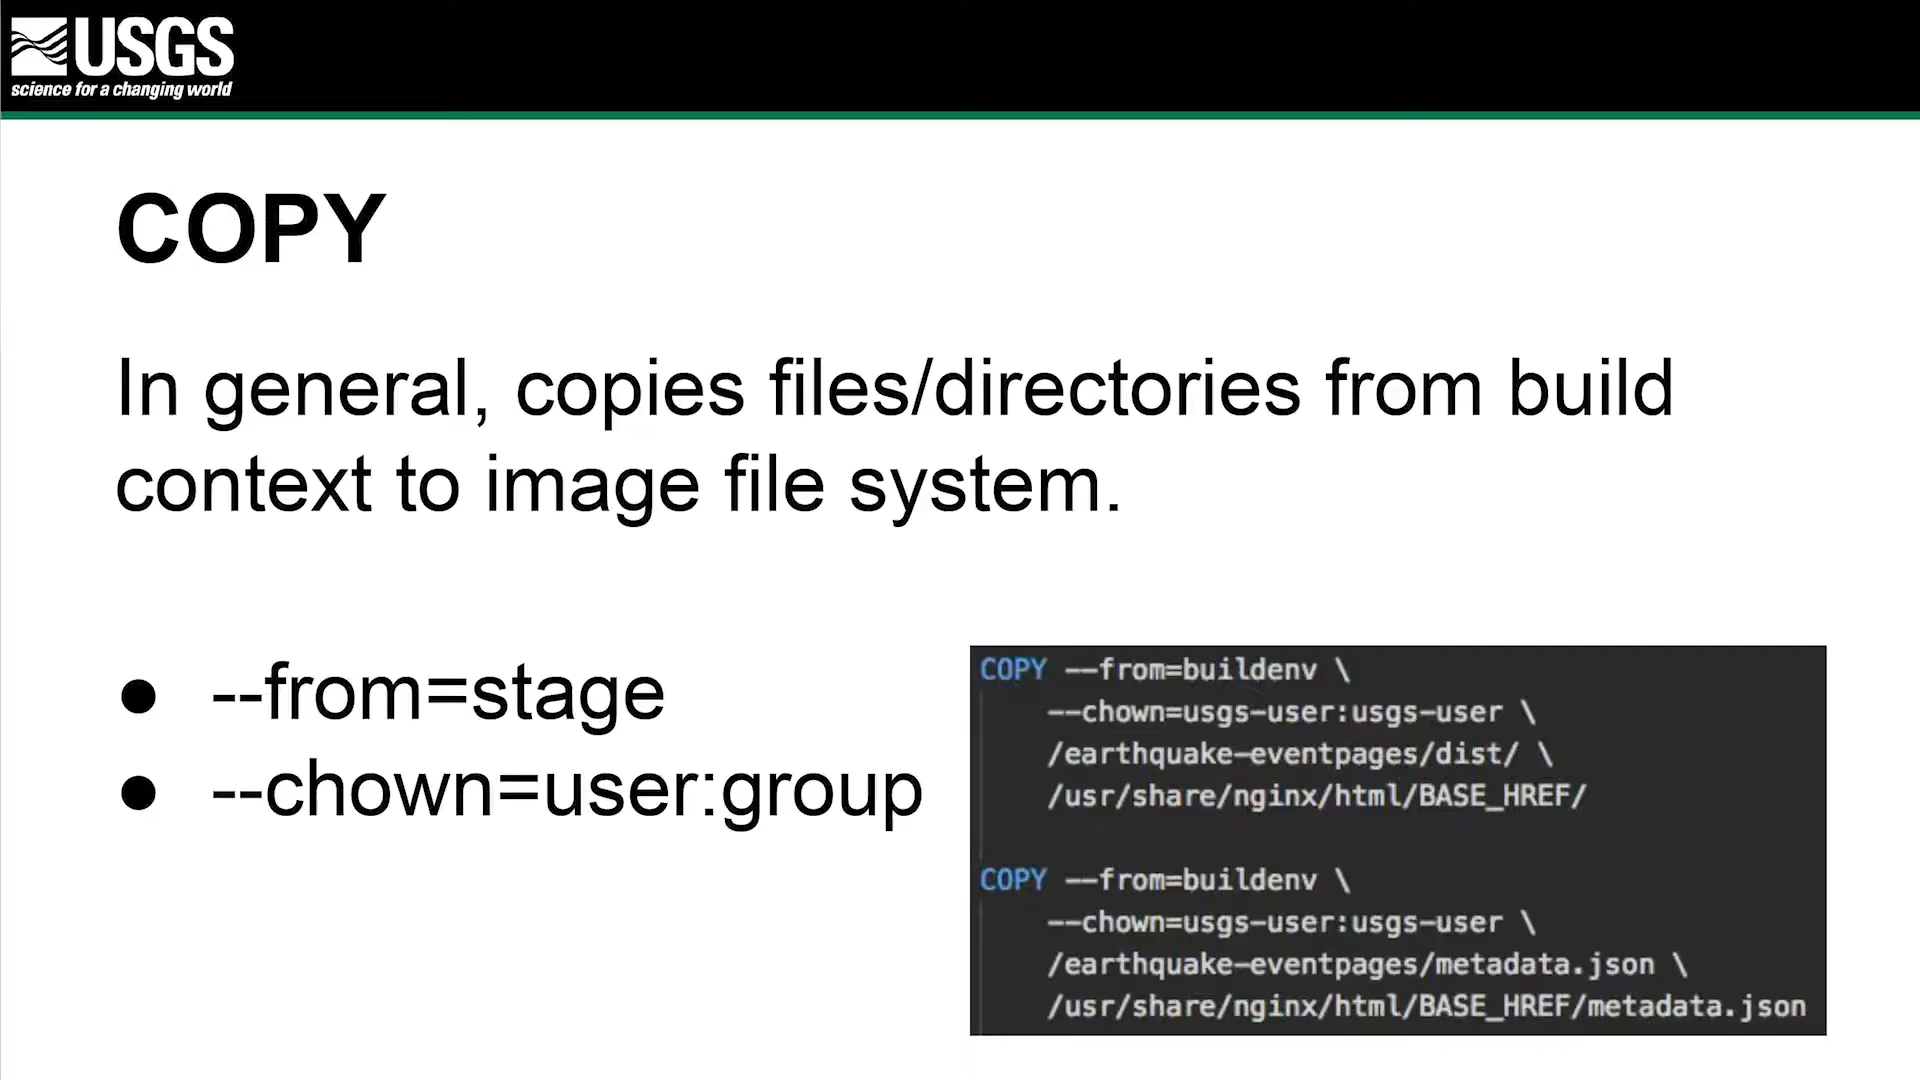 USGS
science for a changing world
COPY
In general, copies files/directories from build
context to image file system.
● --from=stage
● --chown=user:group
COPY --from=buildenv \
--chown=usgs-user:usgs-user \
/earthquake-eventpages/dist/ \
/usr/share/nginx/html/BASE_HREF/
COPY --from=buildenv \
--chown=usgs-user:usgs-user \
/earthquake-eventpages/metadata.json \
/usr/share/nginx/html/BASE_HREF/metadata.json